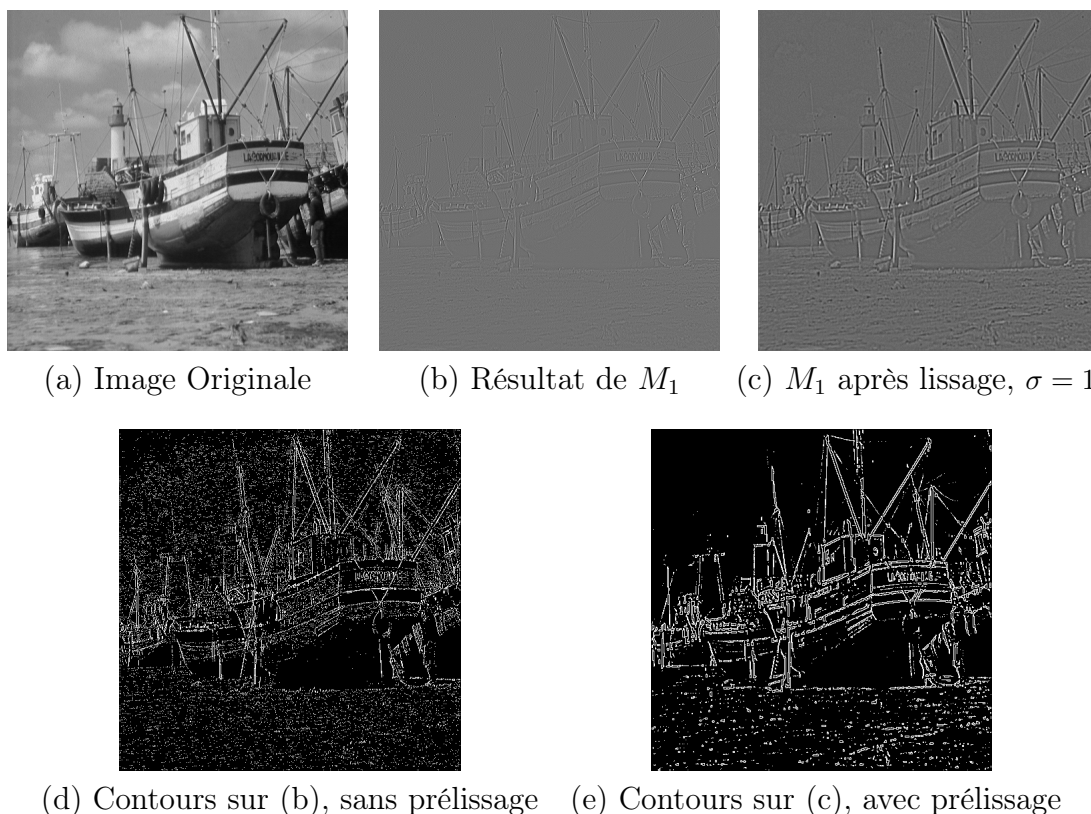 (a) Image Originale
(b) Résultat de M₁
(c) M₁ après lissage, σ = 1
(d) Contours sur (b), sans prélissage
(e) Contours sur (c), avec prélissage